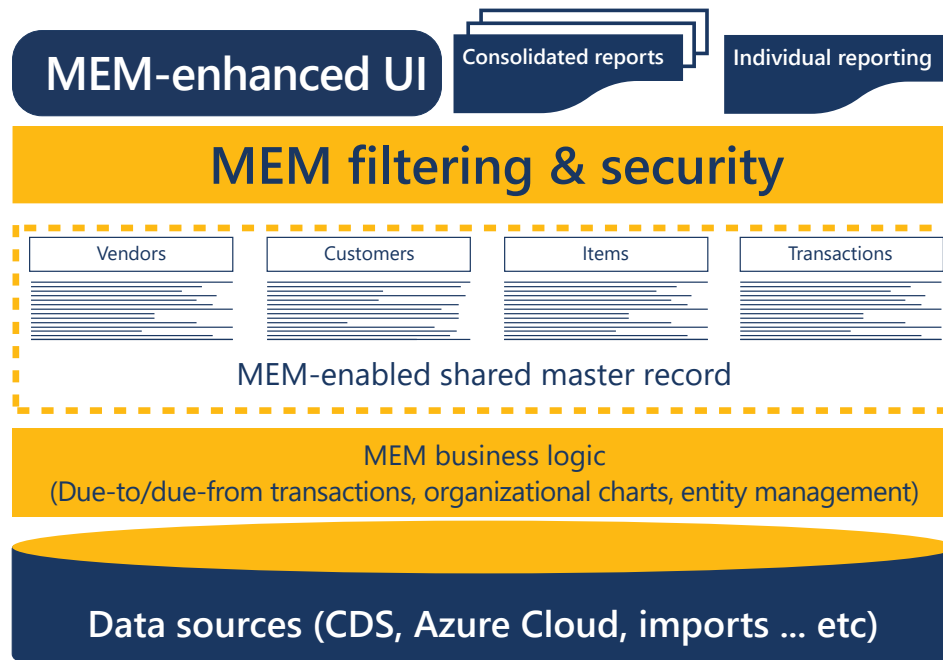 MEM-enhanced UI
Consolidated reports
Individual reporting
MEM filtering & security
Vendors
Customers
Items
Transactions
MEM-enabled shared master record
MEM business logic
(Due-to/due-from transactions, organizational charts, entity management)
Data sources (CDS, Azure Cloud, imports ... etc)